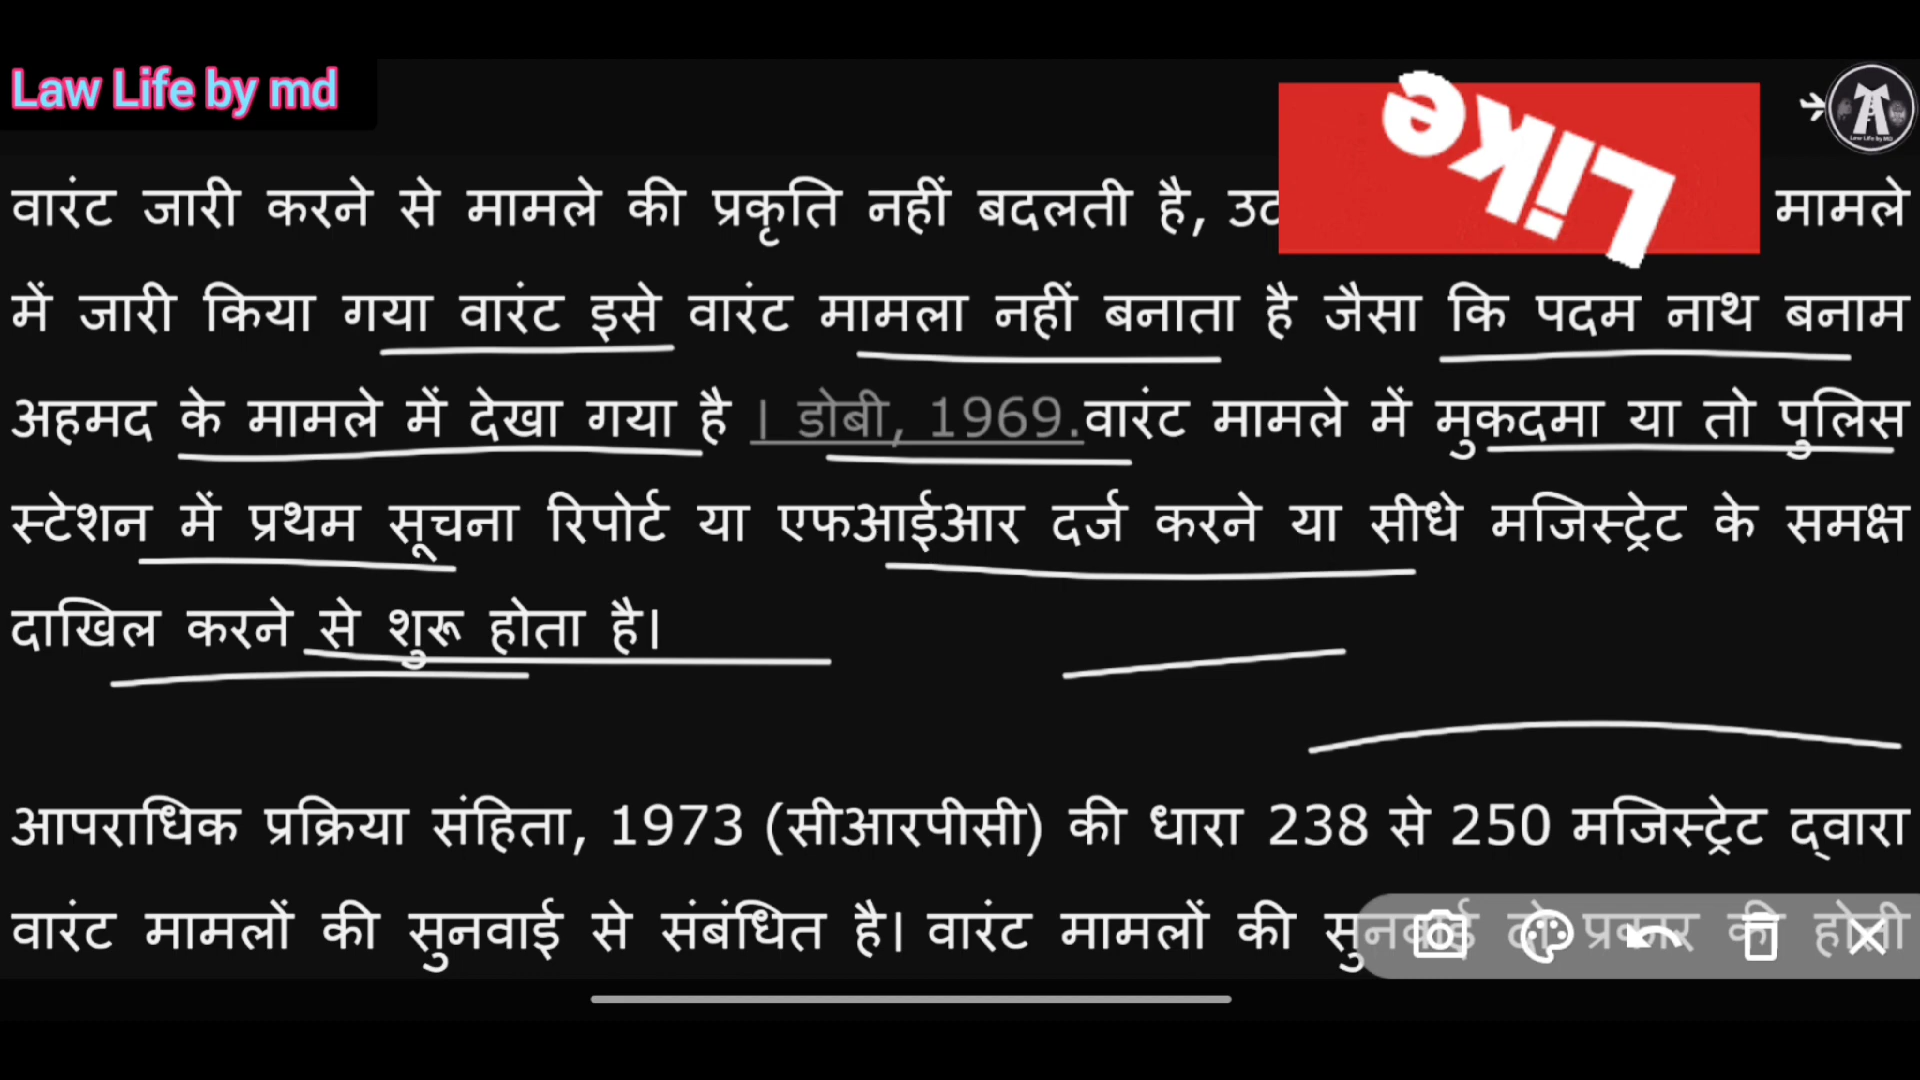 Law Life by md
Like
वारंट जारी करने से मामले की प्रकृति नहीं बदलती है, मामले
में जारी किया गया वारंट इसे वारंट मामला नहीं बनाता है जैसा कि पदम नाथ बनाम
अहमद के मामले में देखा गया है । डोबी, 1969.वारंट मामले में मुकदमा या तो पुलिस
स्टेशन में प्रथम सूचना रिपोर्ट या एफआईआर दर्ज करने या सीधे मजिस्ट्रेट के समक्ष
दाखिल करने से शुरू होता है।
आपराधिक प्रक्रिया संहिता, 1973 (सीआरपीसी) की धारा 238 से 250 मजिस्ट्रेट द्वारा
वारंट मामलों की सुनवाई से संबंधित है। वारंट मामलों की सुनवाई दो प्रकार की होती